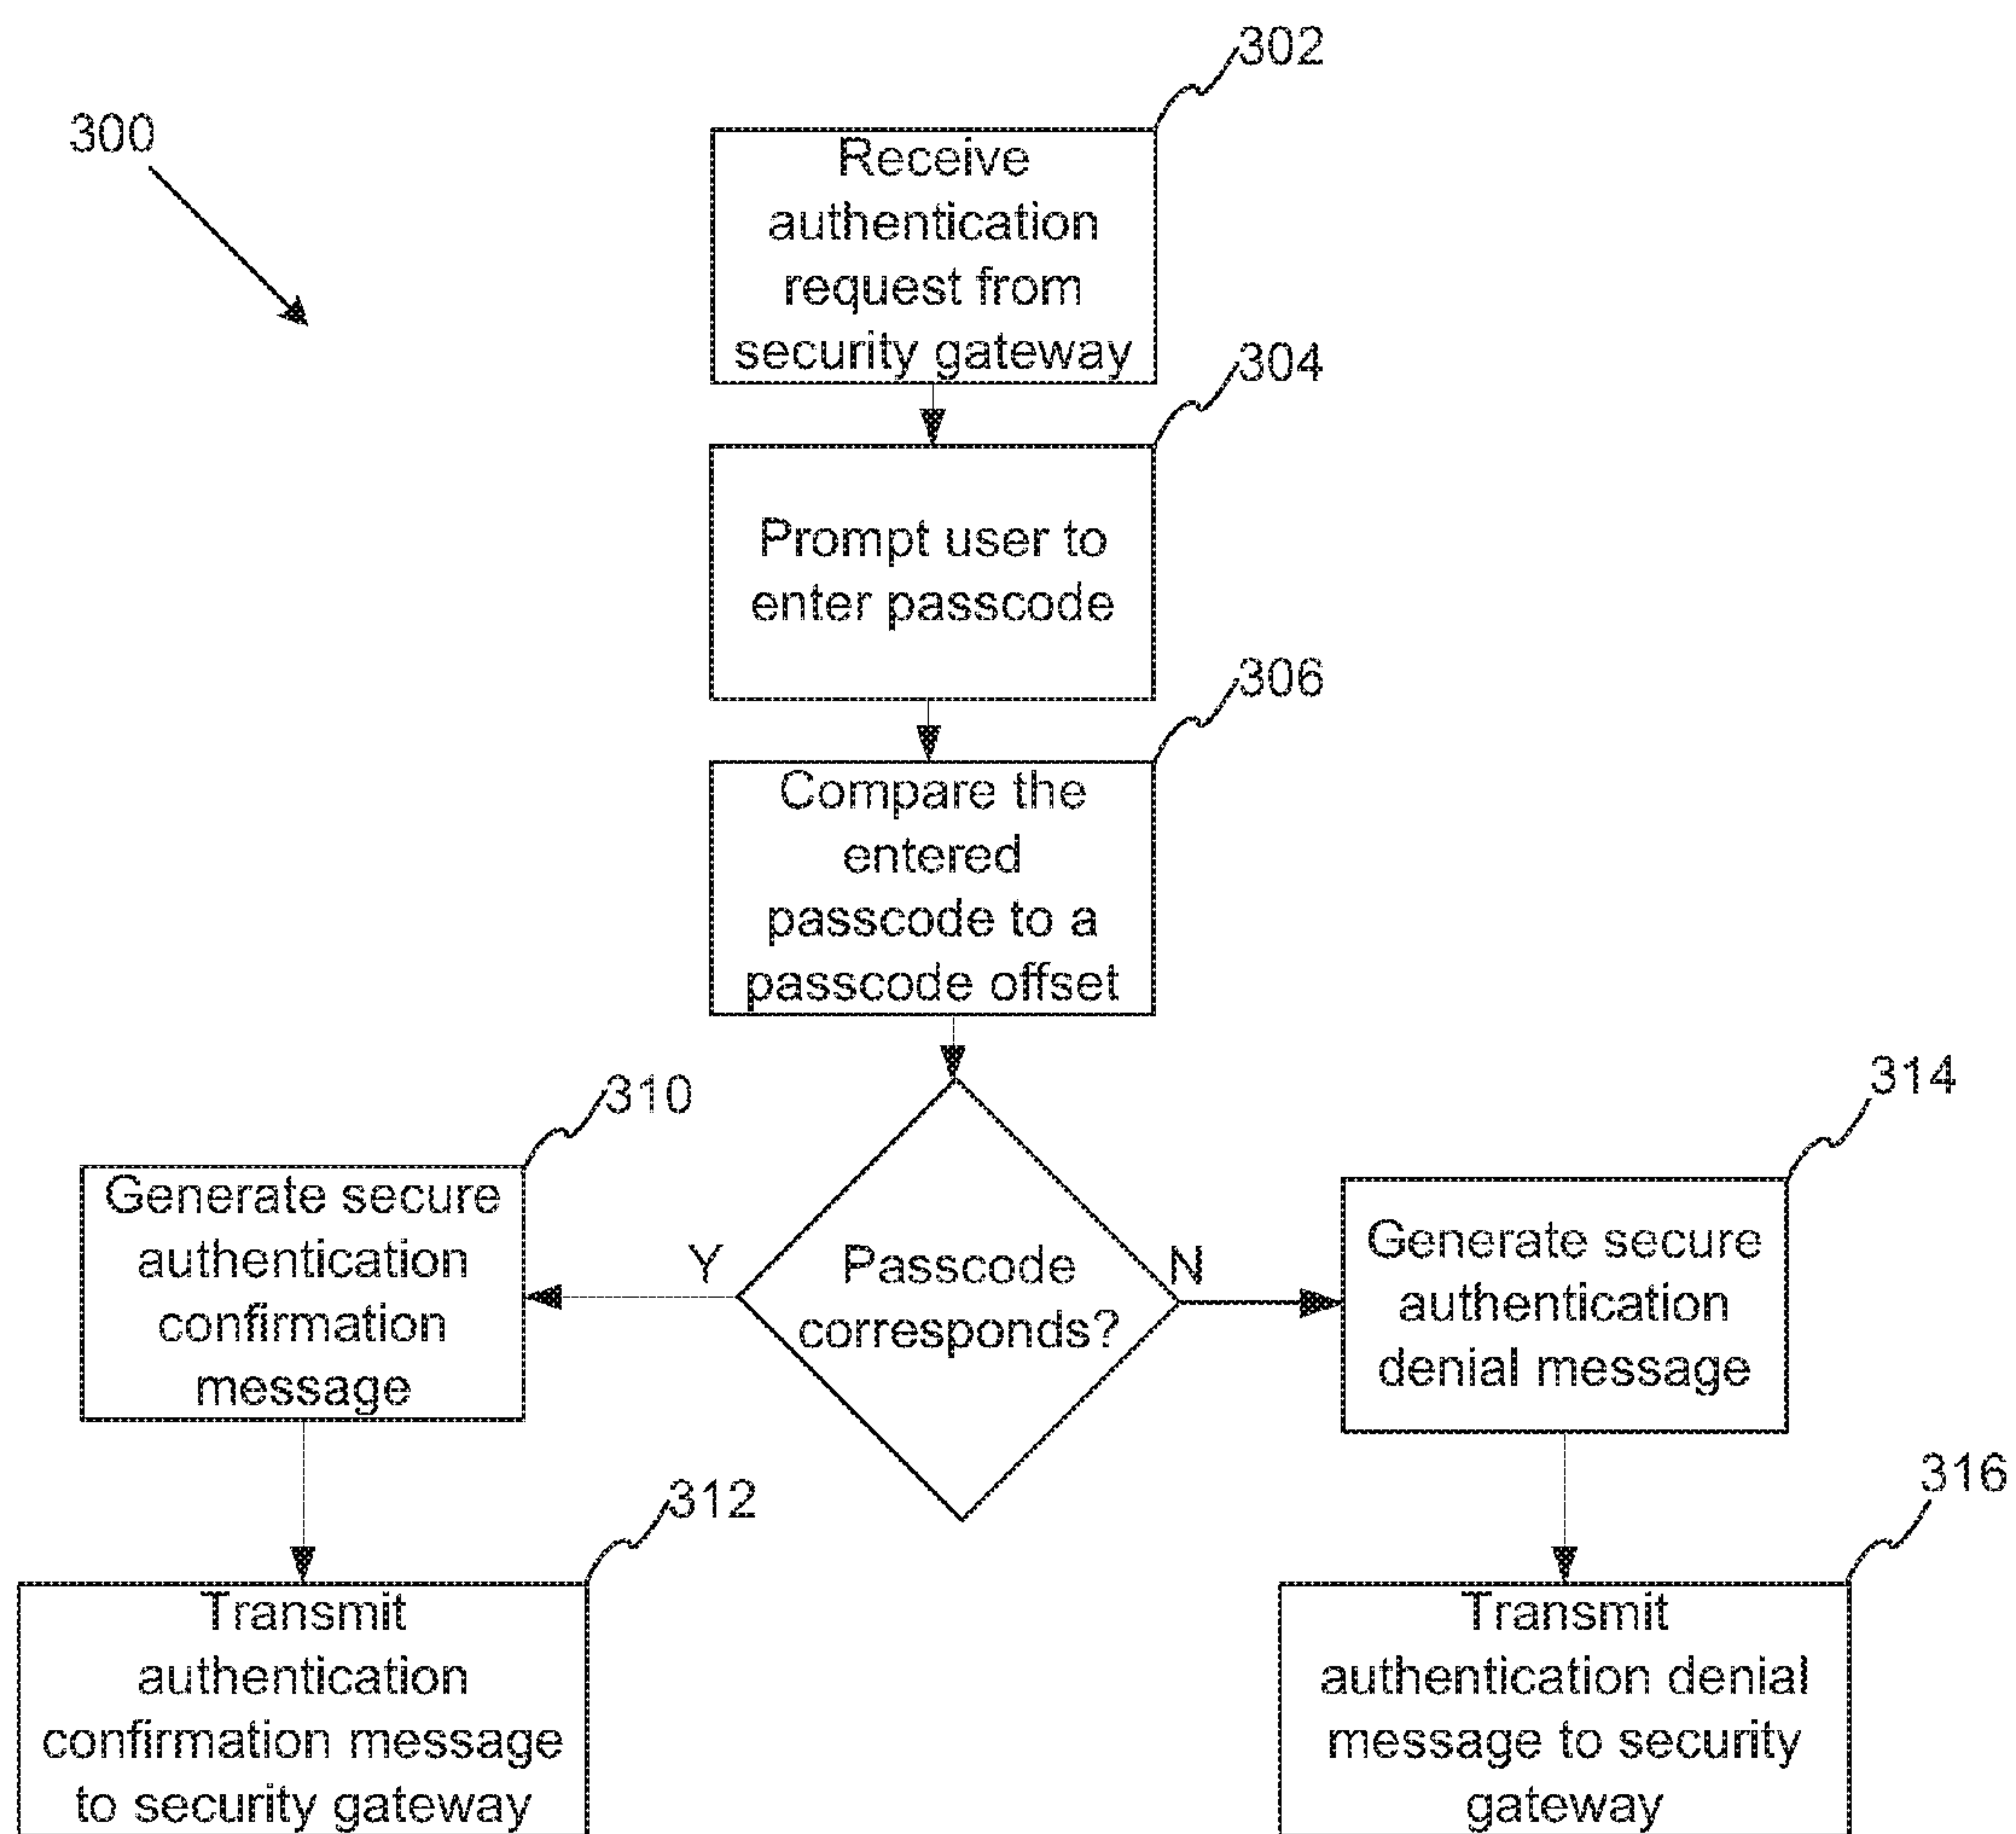 302
300
Receive
authentication
request from
security gateway
304
Prompt user to
enter passcode
306
Compare the
entered
passcode to a
passcode offset
310
314
Generate secure
authentication
confirmation
message
Y
Passcode
corresponds?
N
Generate secure
authentication
denial message
312
316
Transmit
authentication
confirmation message
to security gateway
Transmit
authentication denial
message to security
gateway